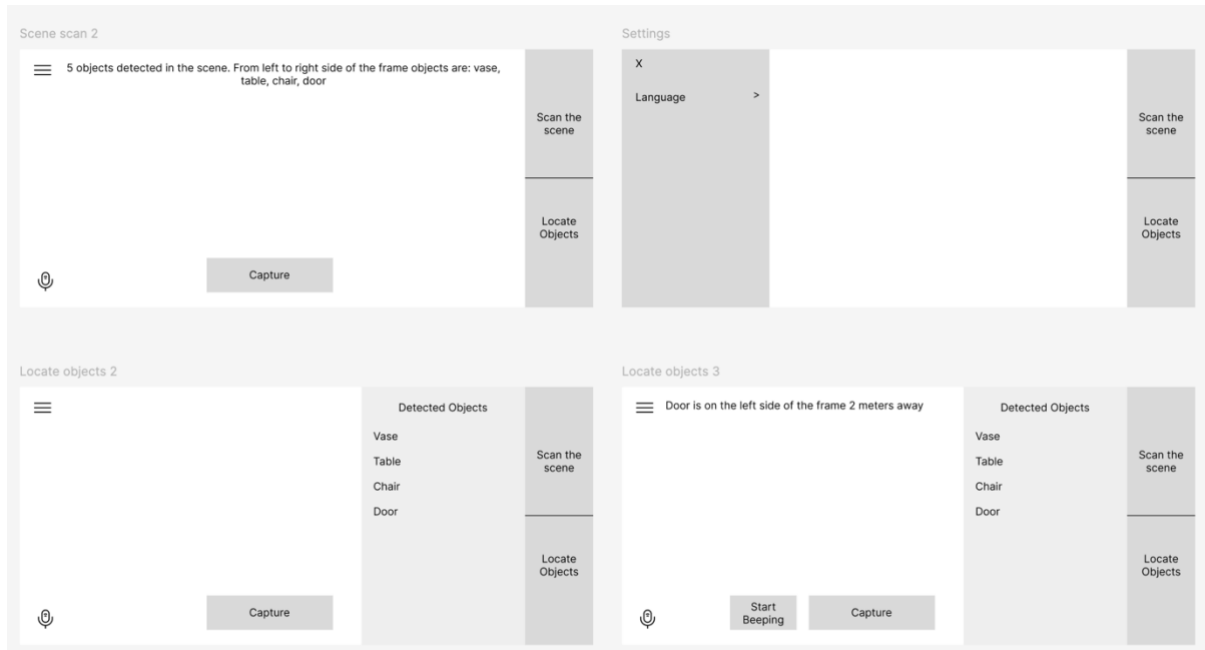 Scene scan 2
5 objects detected in the scene. From left to right side of the frame objects are: vase,
table, chair, door
Scan the
scene
Locate
Objects
Capture
Settings
X
Language >
Scan the
scene
Locate
Objects
Locate objects 2
Detected Objects
Vase
Table
Chair
Door
Scan the
scene
Locate
Objects
Capture
Locate objects 3
Door is on the left side of the frame 2 meters away
Detected Objects
Vase
Table
Chair
Door
Scan the
scene
Locate
Objects
Start
Beeping
Capture